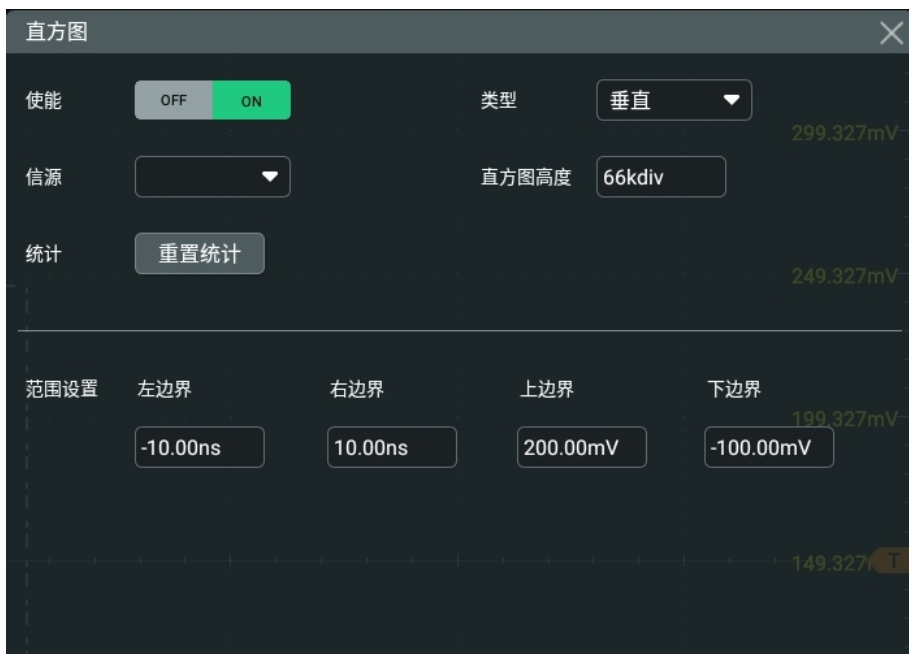 直方图
使能 OFF ON 类型 垂直
299.327mV
信源 直方图高度 66kdiv
统计 重置统计
249.327mV
范围设置 左边界 右边界 上边界 下边界
199.327mV
-10.00ns 10.00ns 200.00mV -100.00mV
149.327 T